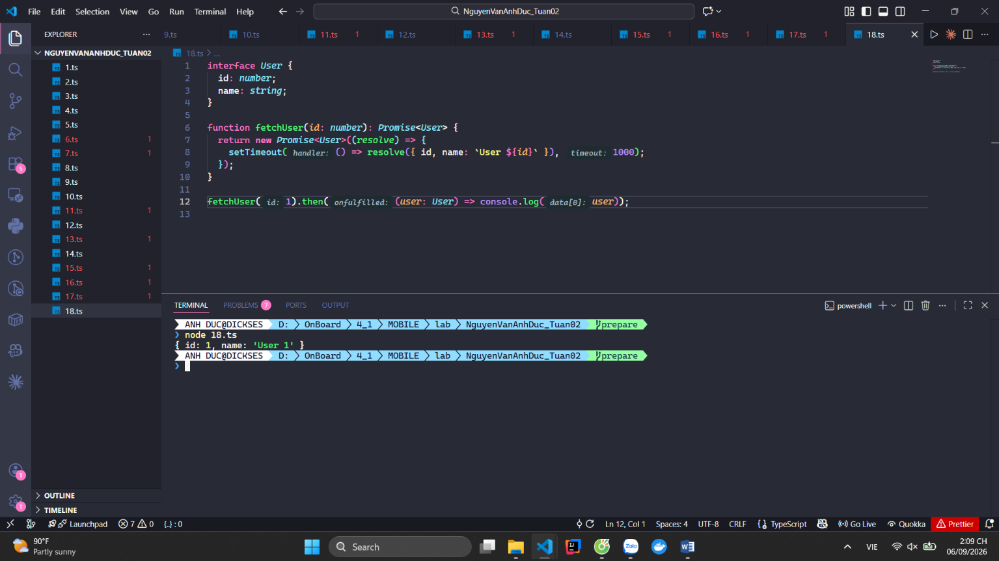 File Edit Selection View Go Run Terminal Help
NguyenVanAnhDuc_Tuan02
EXPLORER
NGUYENVANANHDUC_TUAN02
1.ts
2.ts
3.ts
4.ts
5.ts
6.ts 1
7.ts 1
8.ts
9.ts
10.ts
11.ts 1
12.ts
13.ts 1
14.ts
15.ts 1
16.ts 1
17.ts 1
18.ts
OUTLINE
TIMELINE
5
1
1
9.ts 10.ts 11.ts 1 12.ts 13.ts 1 14.ts 15.ts 1 16.ts 1 17.ts 1 18.ts
18.ts > ...
1 interface User {
2 id: number;
3 name: string;
4 }
5
6 function fetchUser(id: number): Promise<User> {
7 return new Promise<User>((resolve) => {
8 setTimeout( handler: () => resolve({ id, name: `User ${id}` }), timeout: 1000);
9 });
10 }
11
12 fetchUser( id: 1).then( onfulfilled: (user: User) => console.log( data[0]: user));
13
TERMINAL PROBLEMS 7 PORTS OUTPUT
powershell
ANH DUC@DICKSES D: OnBoard 4_1 MOBILE lab NguyenVanAnhDuc_Tuan02 prepare
❯ node 18.ts
{ id: 1, name: 'User 1' }
ANH DUC@DICKSES D: OnBoard 4_1 MOBILE lab NguyenVanAnhDuc_Tuan02 prepare
❯
Launchpad 7 0 {..} : 0
Ln 12, Col 1 Spaces: 4 UTF-8 CRLF TypeScript Go Live Quokka Prettier
90°F
Partly sunny
Search
Zalo
VIE
2:09 CH
06/09/2026